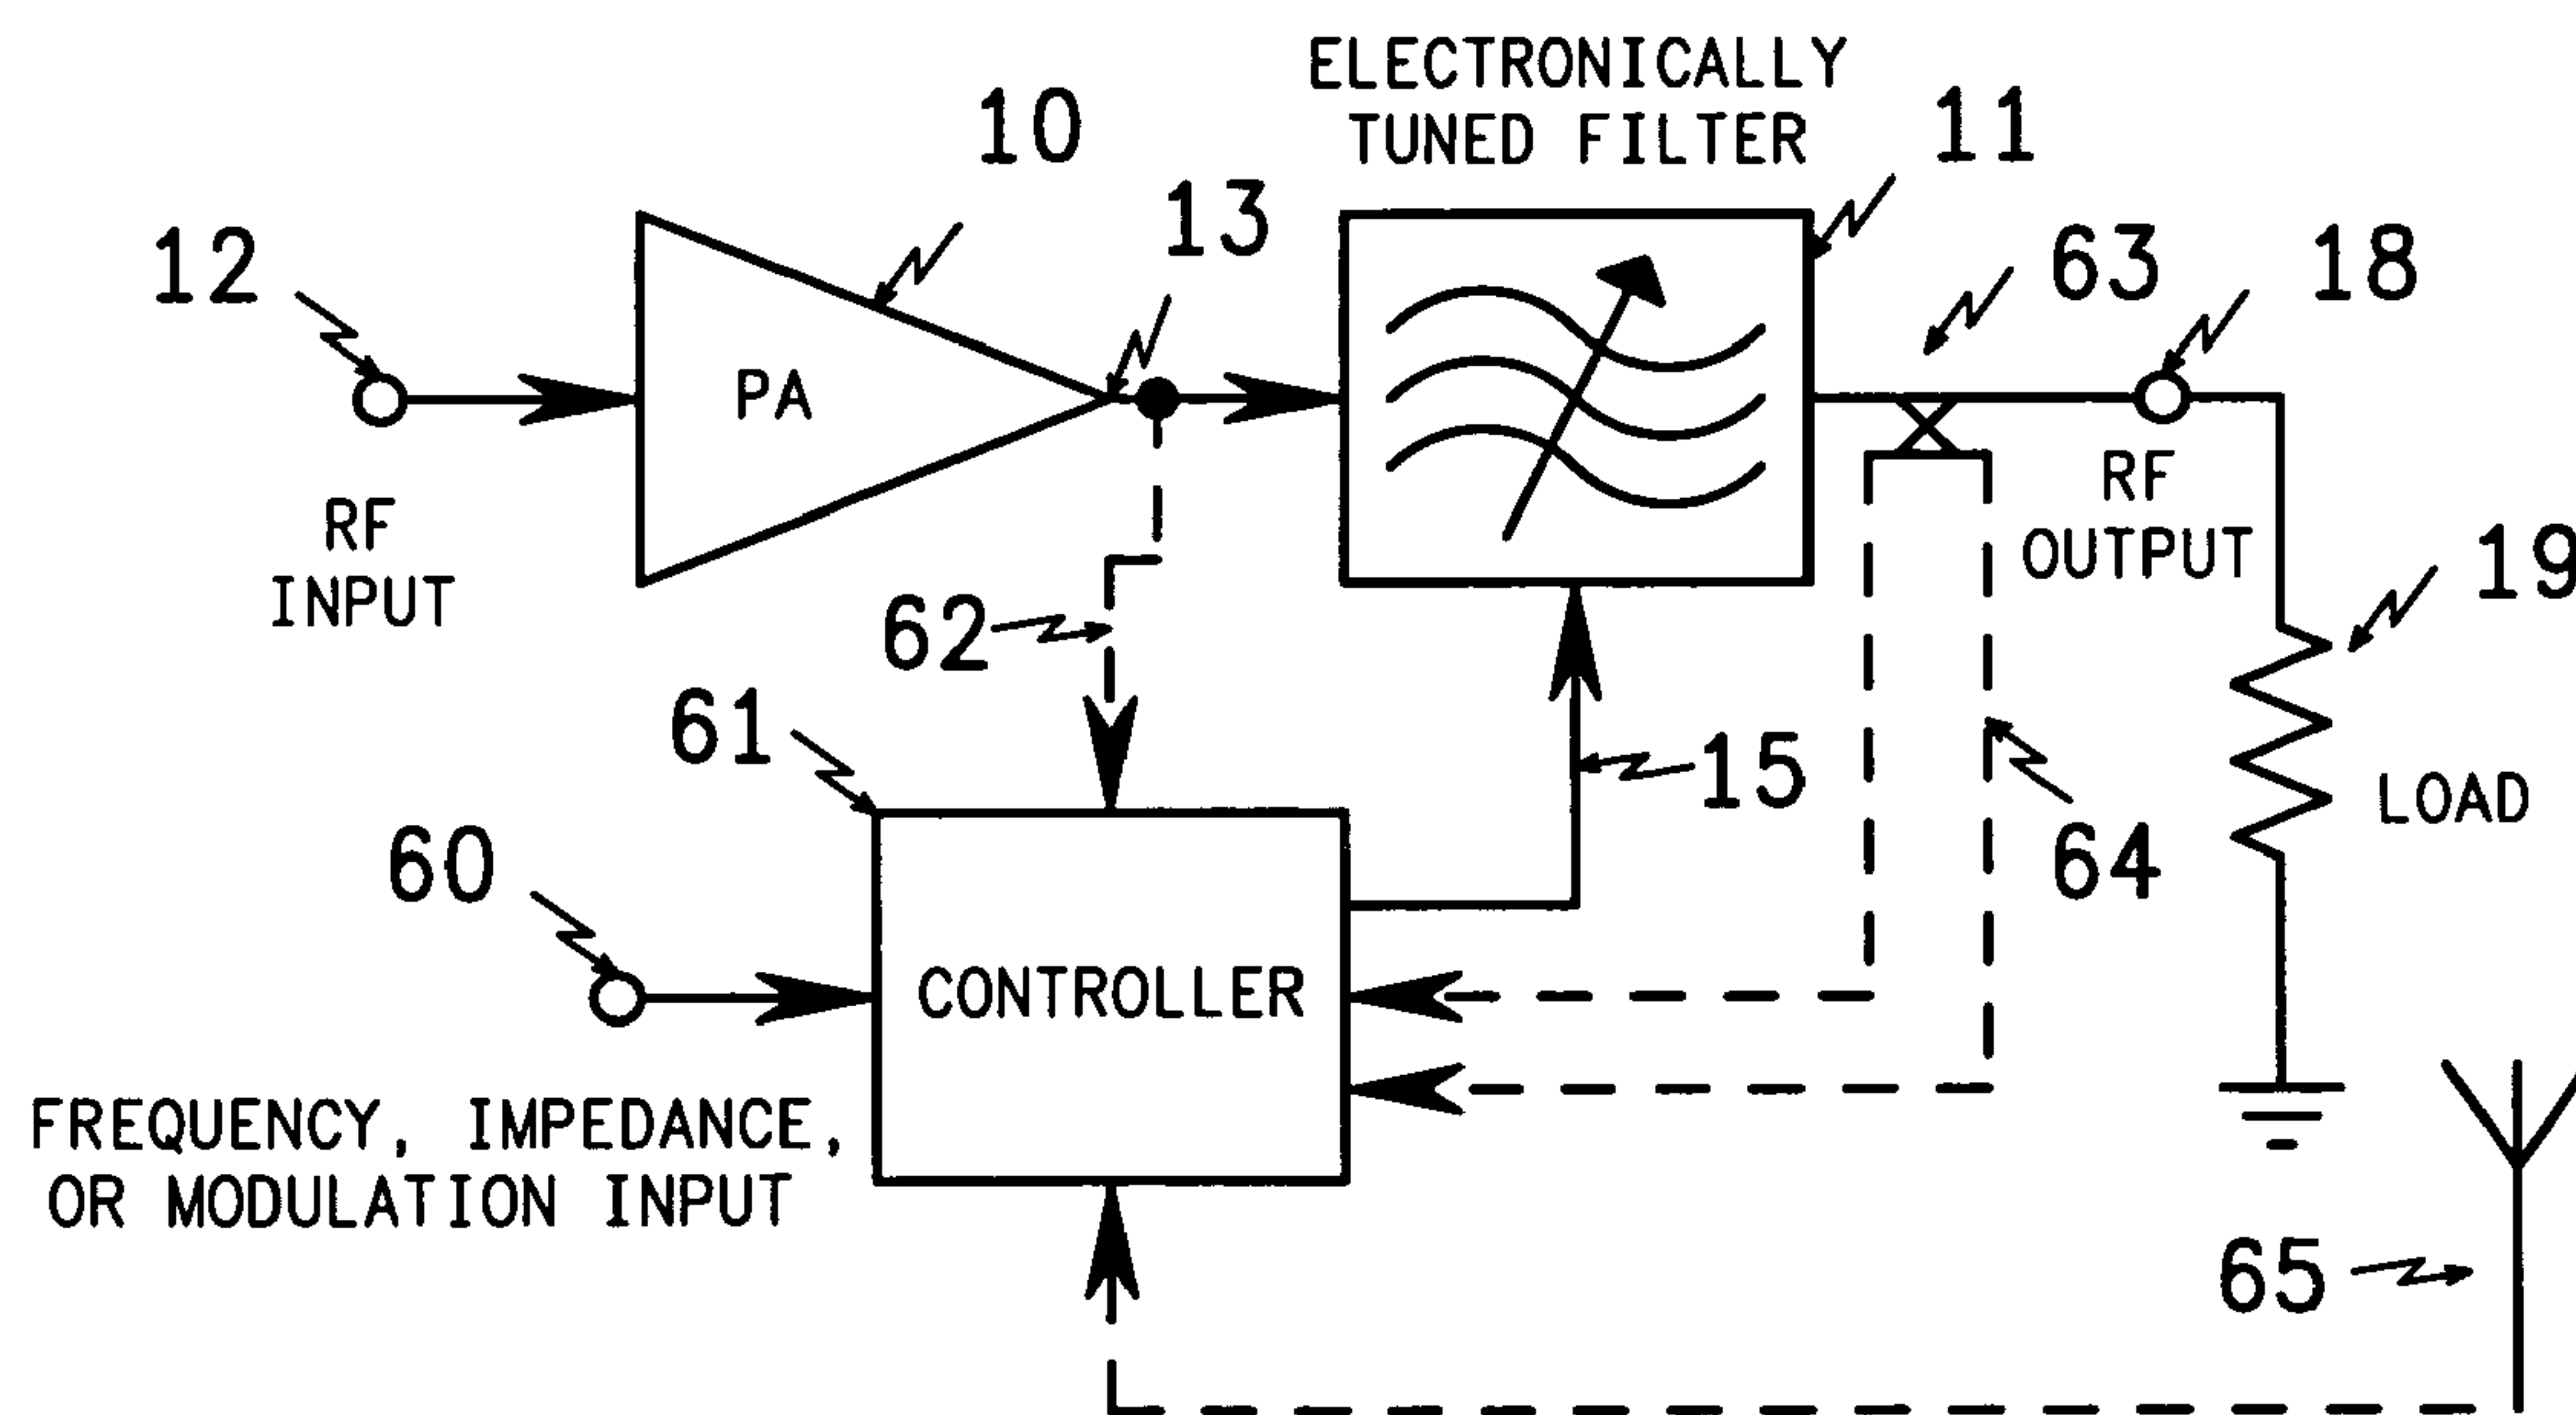 ELECTRONICALLY
TUNED FILTER
10
11
13
12
63
18
PA
RF
INPUT
RF
OUTPUT
19
62
61
15
LOAD
60
64
CONTROLLER
FREQUENCY, IMPEDANCE,
OR MODULATION INPUT
65